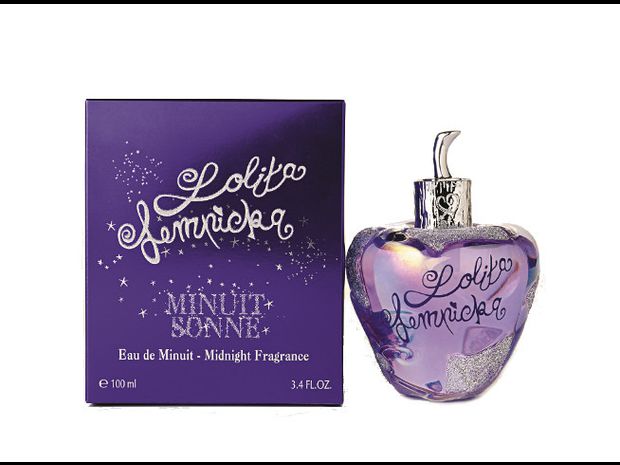 Lolita
Lempicka
MINUIT
SONNE
Eau de Minuit - Midnight Fragrance
℮ 100 ml 3.4 FL.OZ.
Lolita
Lempicka